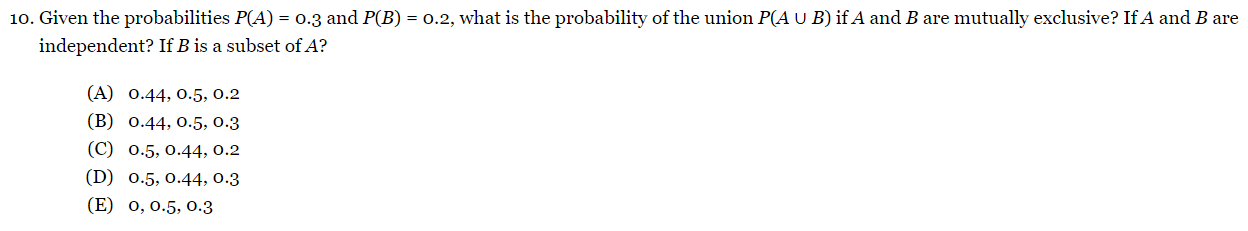 10. Given the probabilities P(A) = 0.3 and P(B) = 0.2, what is the probability of the union P(A ∪ B) if A and B are mutually exclusive? If A and B are
independent? If B is a subset of A?
(A) 0.44, 0.5, 0.2
(B) 0.44, 0.5, 0.3
(C) 0.5, 0.44, 0.2
(D) 0.5, 0.44, 0.3
(E) 0, 0.5, 0.3